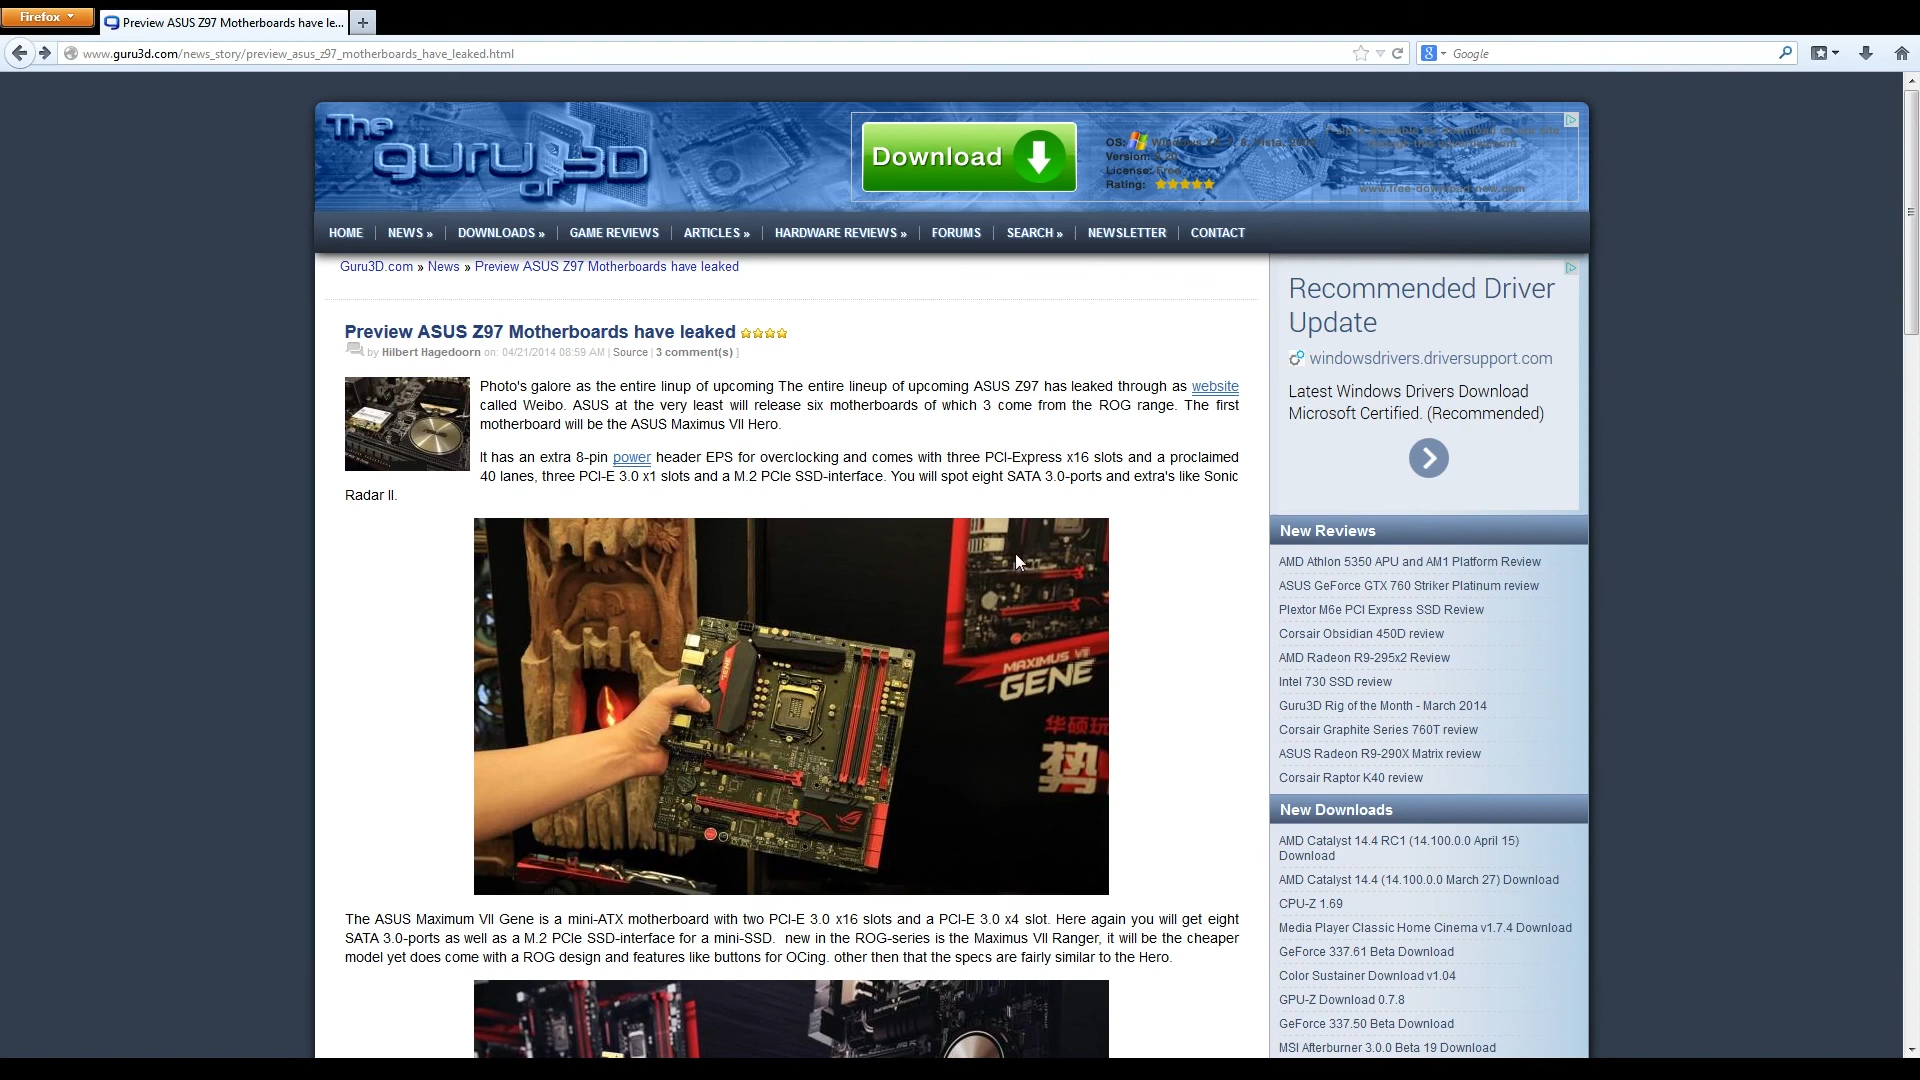 Firefox
Preview ASUS Z97 Motherboards have le...
www.guru3d.com/news_story/preview_asus_z97_motherboards_have_leaked.html
Google
The
guru
of
3D
Download
OS:
Version:
License: Free
Rating:
www.free-download-now.com
HOME
NEWS »
DOWNLOADS »
GAME REVIEWS
ARTICLES »
HARDWARE REVIEWS »
FORUMS
SEARCH »
NEWSLETTER
CONTACT
Guru3D.com » News » Preview ASUS Z97 Motherboards have leaked
Preview ASUS Z97 Motherboards have leaked
by Hilbert Hagedoorn on: 04/21/2014 08:59 AM | Source | 3 comment(s) ]
Photo's galore as the entire linup of upcoming The entire lineup of upcoming ASUS Z97 has leaked through as website
called Weibo. ASUS at the very least will release six motherboards of which 3 come from the ROG range. The first
motherboard will be the ASUS Maximus VII Hero.
It has an extra 8-pin power header EPS for overclocking and comes with three PCI-Express x16 slots and a proclaimed
40 lanes, three PCI-E 3.0 x1 slots and a M.2 PCIe SSD-interface. You will spot eight SATA 3.0-ports and extra's like Sonic
Radar II.
MAXIMUS VII
GENE
华硕玩
势
The ASUS Maximum VII Gene is a mini-ATX motherboard with two PCI-E 3.0 x16 slots and a PCI-E 3.0 x4 slot. Here again you will get eight
SATA 3.0-ports as well as a M.2 PCIe SSD-interface for a mini-SSD.  new in the ROG-series is the Maximus VII Ranger, it will be the cheaper
model yet does come with a ROG design and features like buttons for OCing. other then that the specs are fairly similar to the Hero.
Recommended Driver
Update
windowsdrivers.driversupport.com
Latest Windows Drivers Download
Microsoft Certified. (Recommended)
New Reviews
AMD Athlon 5350 APU and AM1 Platform Review
ASUS GeForce GTX 760 Striker Platinum review
Plextor M6e PCI Express SSD Review
Corsair Obsidian 450D review
AMD Radeon R9-295x2 Review
Intel 730 SSD review
Guru3D Rig of the Month - March 2014
Corsair Graphite Series 760T review
ASUS Radeon R9-290X Matrix review
Corsair Raptor K40 review
New Downloads
AMD Catalyst 14.4 RC1 (14.100.0.0 April 15)
Download
AMD Catalyst 14.4 (14.100.0.0 March 27) Download
CPU-Z 1.69
Media Player Classic Home Cinema v1.7.4 Download
GeForce 337.61 Beta Download
Color Sustainer Download v1.04
GPU-Z Download 0.7.8
GeForce 337.50 Beta Download
MSI Afterburner 3.0.0 Beta 19 Download